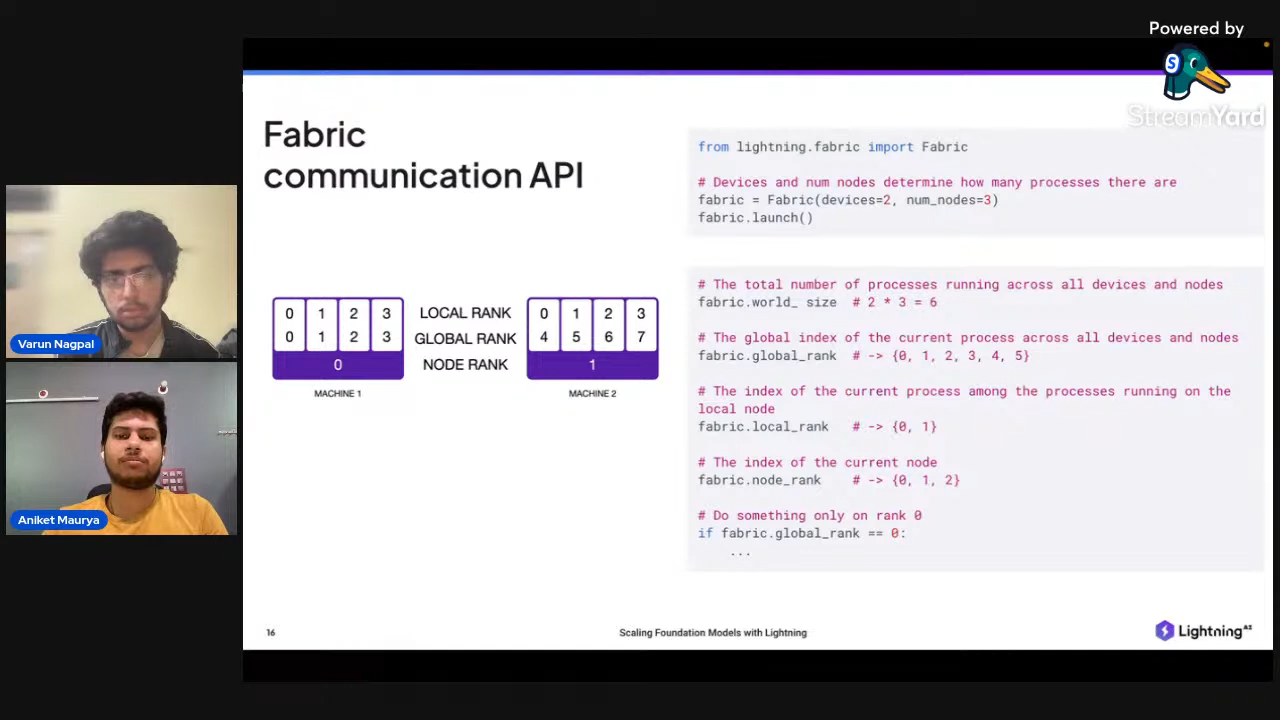 Powered by
StreamYard
Fabric
communication API
0 1 2 3 LOCAL RANK 0 1 2 3
0 1 2 3 GLOBAL RANK 4 5 6 7
0 NODE RANK 1
MACHINE 1 MACHINE 2
from lightning.fabric import Fabric
# Devices and num nodes determine how many processes there are
fabric = Fabric(devices=2, num_nodes=3)
fabric.launch()
# The total number of processes running across all devices and nodes
fabric.world_ size # 2 * 3 = 6
# The global index of the current process across all devices and nodes
fabric.global_rank # -> {0, 1, 2, 3, 4, 5}
# The index of the current process among the processes running on the
local node
fabric.local_rank # -> {0, 1}
# The index of the current node
fabric.node_rank # -> {0, 1, 2}
# Do something only on rank 0
if fabric.global_rank == 0:
...
Varun Nagpal
Aniket Maurya
16
Scaling Foundation Models with Lightning
Lightning AI